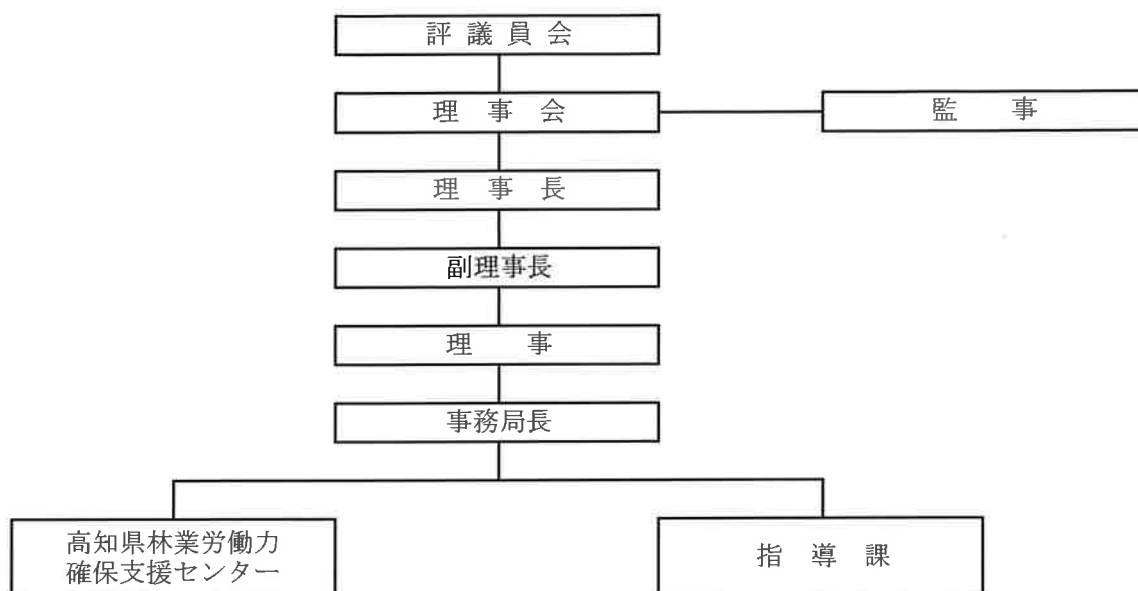 評議員会
理事会
監事
理事長
副理事長
理事
事務局長
高知県林業労働力
確保支援センター
指導課